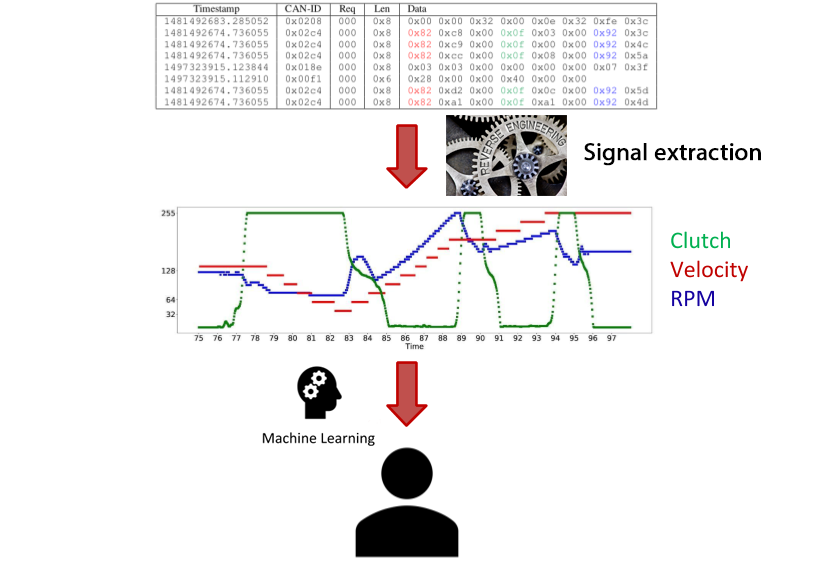 Timestamp CAN-ID Req Len Data
1481492683.285052 0x0208 000 0x8 0x00 0x00 0x32 0x00 0x0e 0x32 0xfe 0x3c
1481492674.736055 0x02c4 000 0x8 0x82 0xc8 0x00 0x0f 0x03 0x00 0x92 0x3c
1481492674.736055 0x02c4 000 0x8 0x82 0xc9 0x00 0x0f 0x00 0x00 0x92 0x4c
1481492674.736055 0x02c4 000 0x8 0x82 0xcc 0x00 0x0f 0x08 0x00 0x92 0x5a
1497323915.123844 0x018e 000 0x8 0x03 0x03 0x00 0x00 0x00 0x00 0x07 0x3f
1497323915.112910 0x00f1 000 0x6 0x28 0x00 0x00 0x40 0x00 0x00
1481492674.736055 0x02c4 000 0x8 0x82 0xd2 0x00 0x0f 0x0c 0x00 0x92 0x5d
1481492674.736055 0x02c4 000 0x8 0x82 0xa1 0x00 0x0f 0xa1 0x00 0x92 0x4d
REVERSE ENGINEERING
Signal extraction
255
128
64
32
75 76 77 78 79 80 81 82 83 84 85 86 87 88 89 90 91 92 93 94 95 96 97
Time
Clutch
Velocity
RPM
Machine Learning